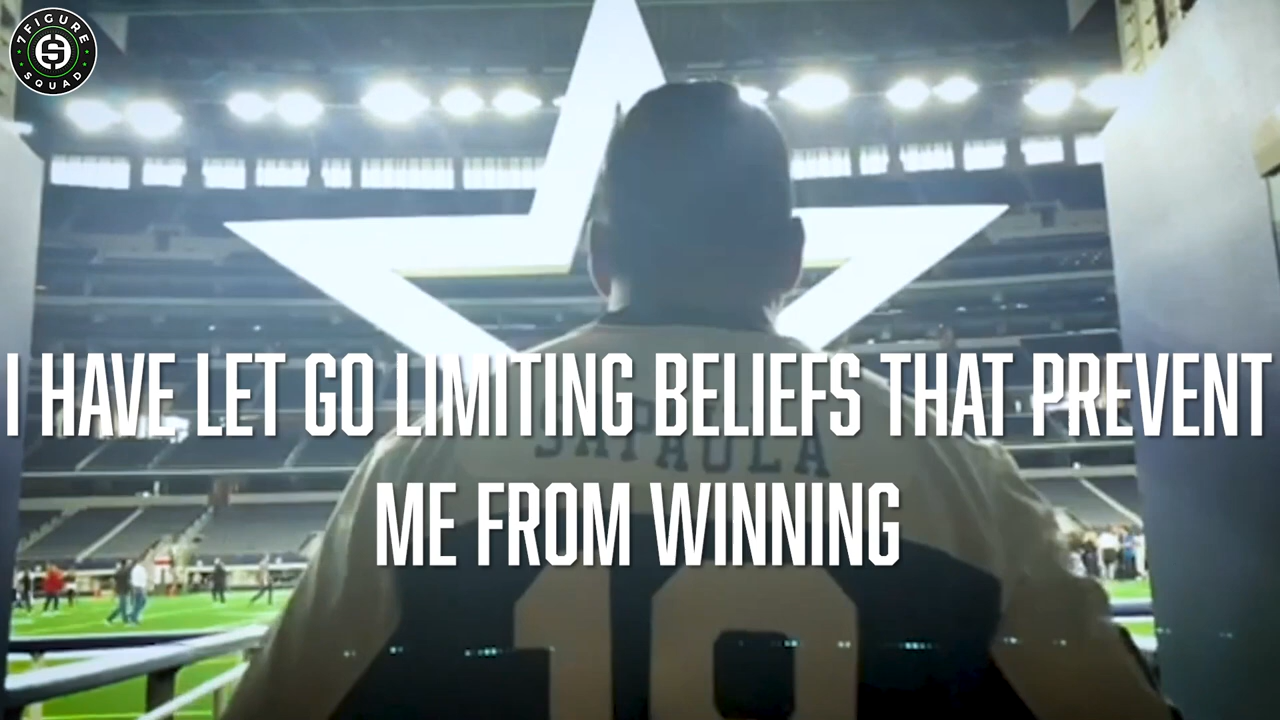 7FIGURE
SQUAD
I HAVE LET GO LIMITING BELIEFS THAT PREVENT
ME FROM WINNING